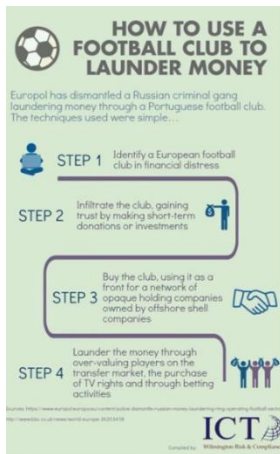 HOW TO USE A
FOOTBALL CLUB TO
LAUNDER MONEY
Europol has dismantled a Russian criminal gang
laundering money through a Portuguese football club.
The techniques used were simple...
STEP 1
Identify a European football
club in financial distress
STEP 2
Infiltrate the club, gaining
trust by making short-term
donations or investments
STEP 3
Buy the club, using it as a
front for a network of
opaque holding companies
owned by offshore shell
companies
STEP 4
Launder the money through
over-valuing players on the
transfer market, the purchase
of TV rights and through betting
activities
ICT
Wilmington Risk & Compliance